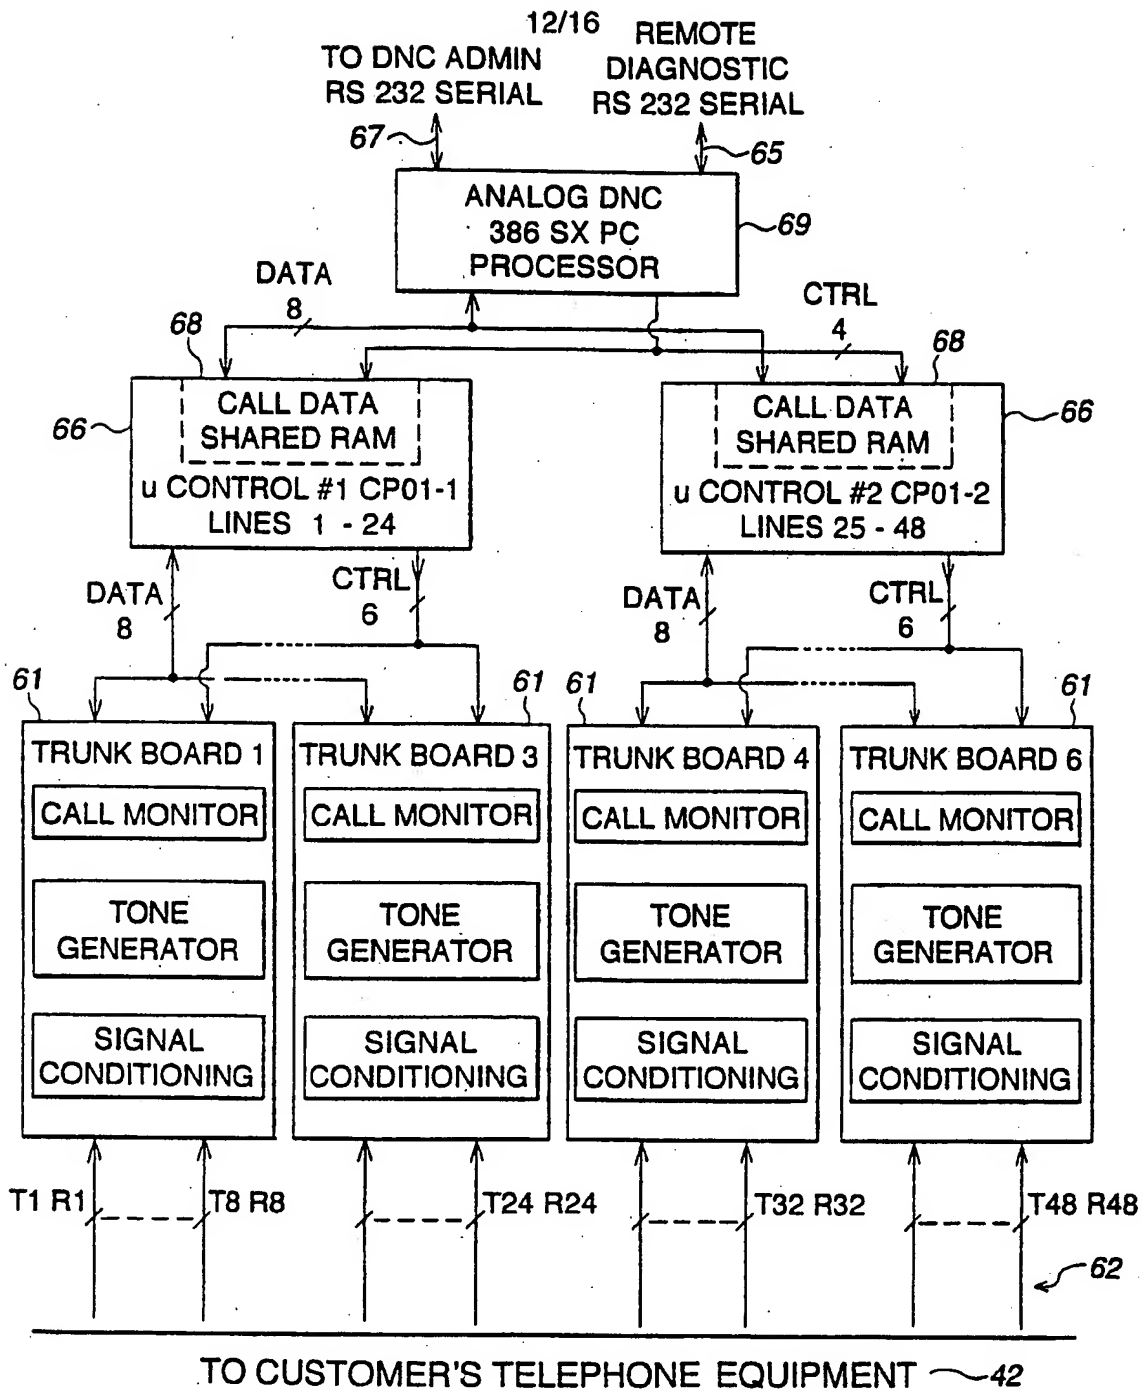 12/16
TO DNC ADMIN
RS 232 SERIAL
REMOTE
DIAGNOSTIC
RS 232 SERIAL
67
65
ANALOG DNC
386 SX PC
PROCESSOR
69
DATA
8
CTRL
4
68
68
66
CALL DATA
SHARED RAM
u CONTROL #1 CP01-1
LINES 1 - 24
CALL DATA
SHARED RAM
u CONTROL #2 CP01-2
LINES 25 - 48
66
DATA
8
CTRL
6
DATA
8
CTRL
6
61
61
61
61
TRUNK BOARD 1
CALL MONITOR
TONE
GENERATOR
SIGNAL
CONDITIONING
TRUNK BOARD 3
CALL MONITOR
TONE
GENERATOR
SIGNAL
CONDITIONING
TRUNK BOARD 4
CALL MONITOR
TONE
GENERATOR
SIGNAL
CONDITIONING
TRUNK BOARD 6
CALL MONITOR
TONE
GENERATOR
SIGNAL
CONDITIONING
T1 R1
T8 R8
T24 R24
T32 R32
T48 R48
62
TO CUSTOMER'S TELEPHONE EQUIPMENT
42